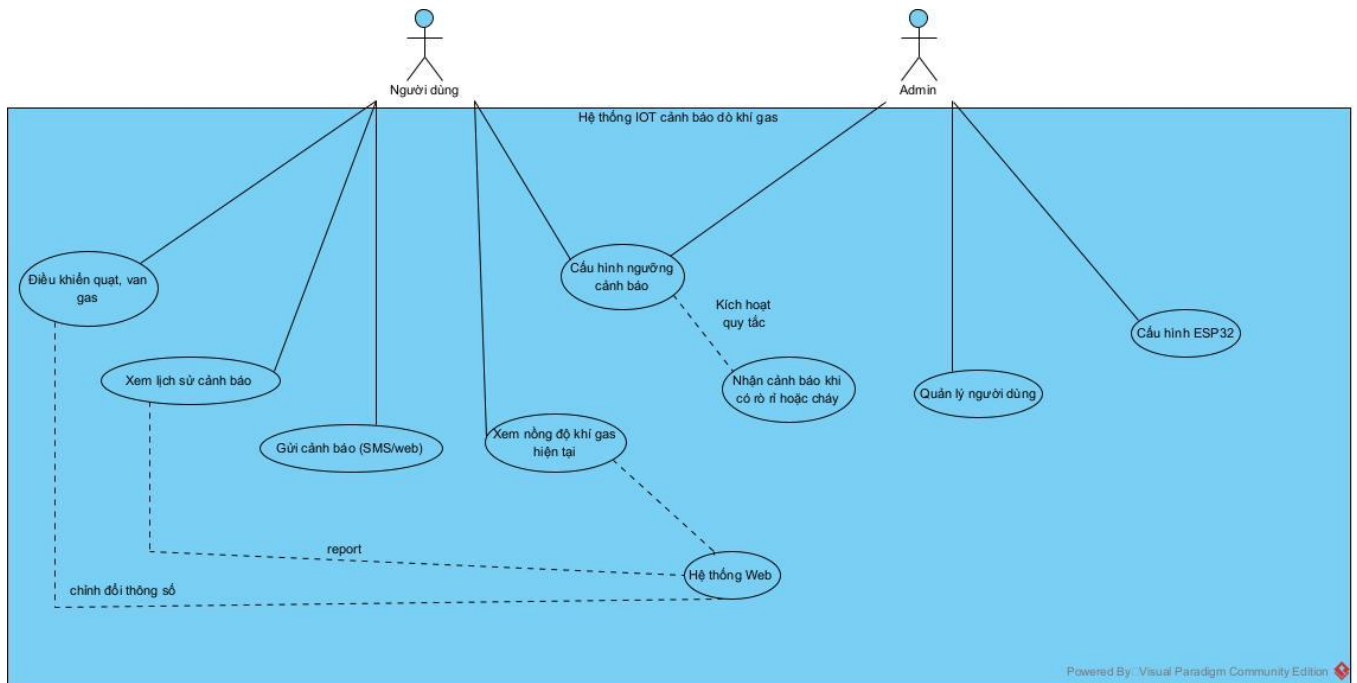 Người dùng
Admin
Hệ thống IOT cảnh báo dò khí gas
Điều khiển quạt, van
gas
Cấu hình ngưỡng
cảnh báo
Kích hoạt
quy tắc
Cấu hình ESP32
Xem lịch sử cảnh báo
Nhận cảnh báo khi
có rò rỉ hoặc cháy
Quản lý người dùng
Gửi cảnh báo (SMS/web)
Xem nồng độ khí gas
hiện tại
report
Hệ thống Web
chỉnh đổi thông số
Powered By: Visual Paradigm Community Edition